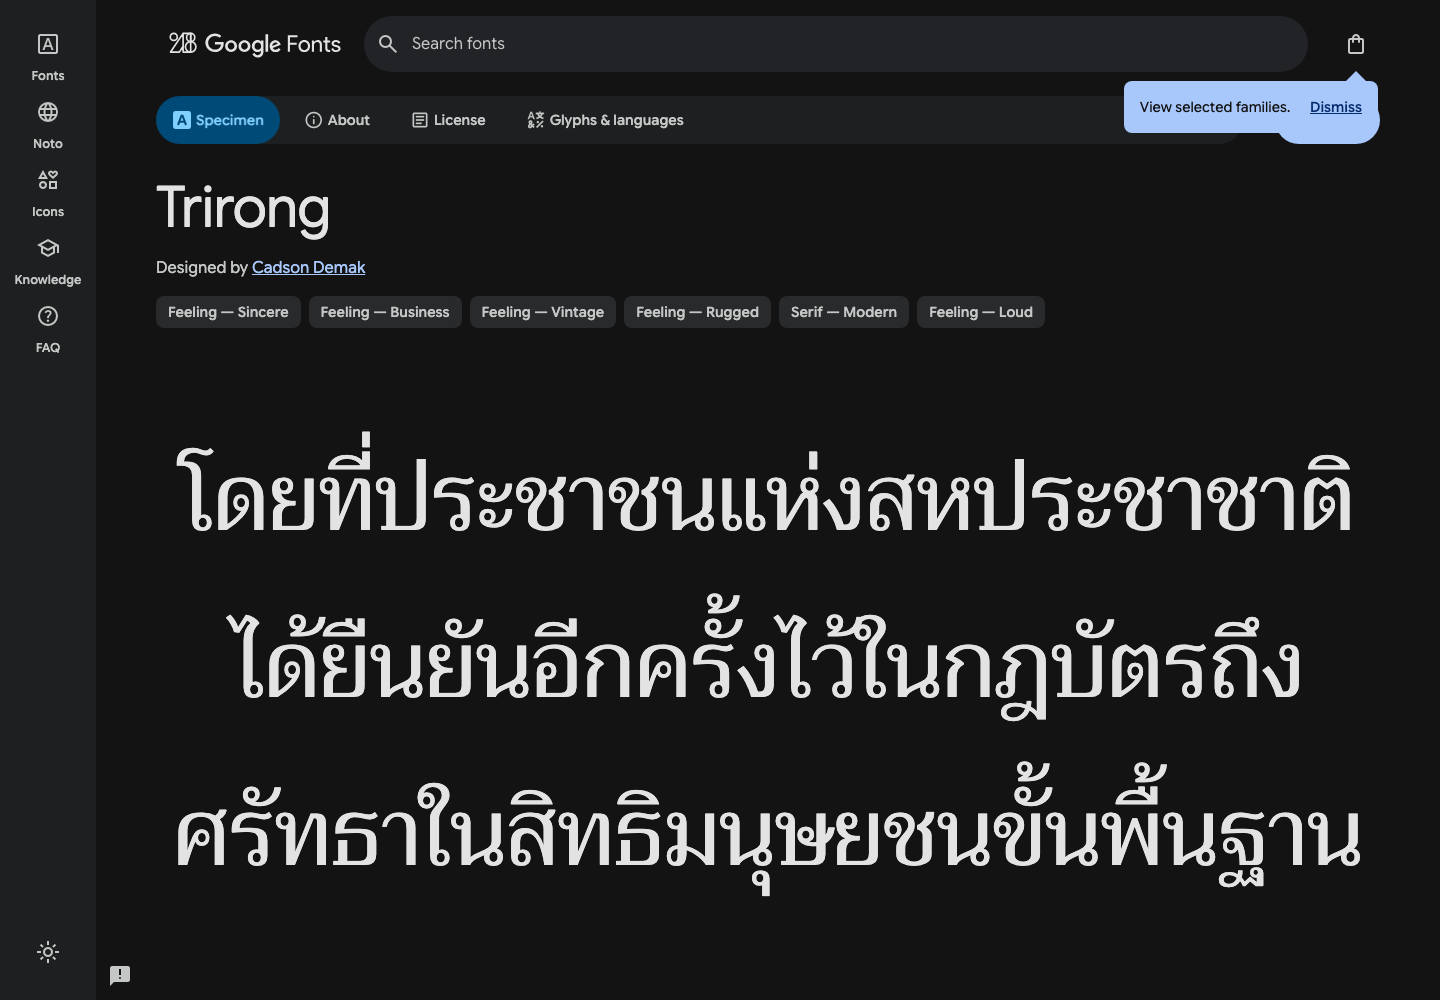 Fonts
Noto
Icons
Knowledge
FAQ
Google Fonts
Search fonts
View selected families. Dismiss
Specimen About License Glyphs & languages
Trirong
Designed by Cadson Demak
Feeling — Sincere Feeling — Business Feeling — Vintage Feeling — Rugged Serif — Modern Feeling — Loud
โดยที่ประชาชนแห่งสหประชาชาติ
ได้ยืนยันอีกครั้งไว้ในกฎบัตรถึง
ศรัทธาในสิทธิมนุษยชนขั้นพื้นฐาน